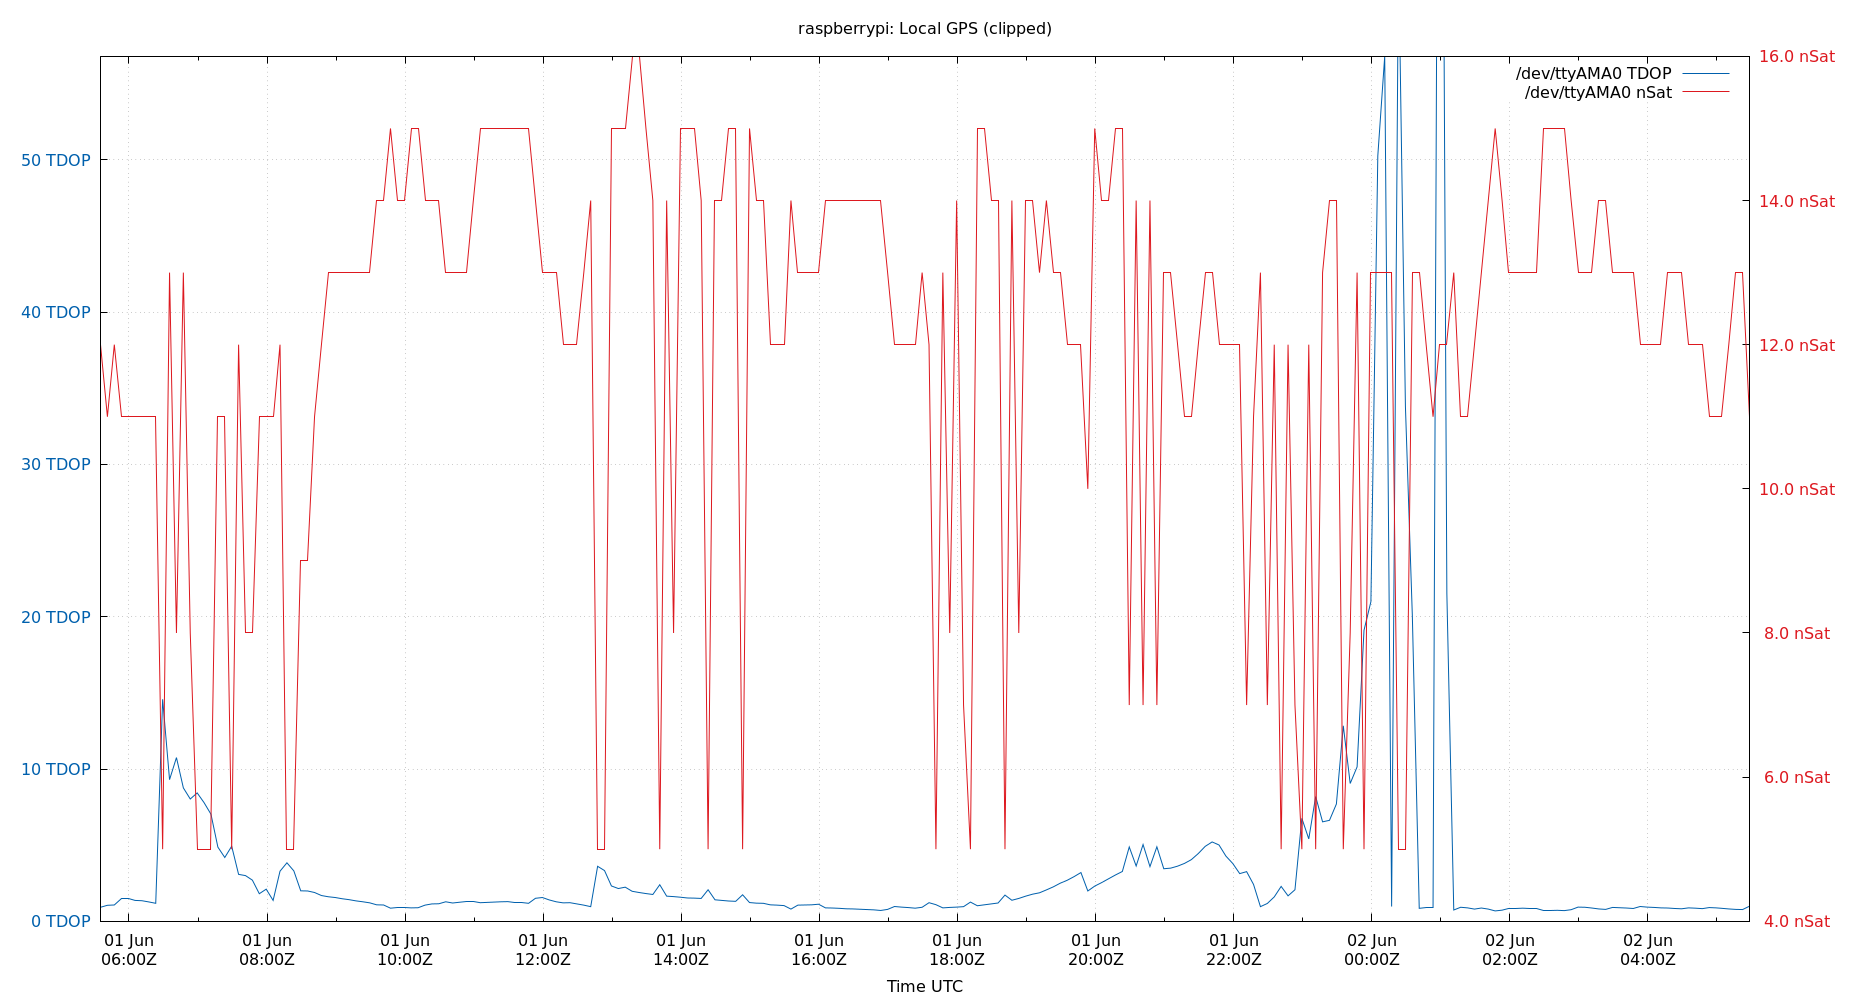 raspberrypi: Local GPS (clipped)
/dev/ttyAMA0 TDOP
/dev/ttyAMA0 nSat
50 TDOP
40 TDOP
30 TDOP
20 TDOP
10 TDOP
0 TDOP
16.0 nSat
14.0 nSat
12.0 nSat
10.0 nSat
8.0 nSat
6.0 nSat
4.0 nSat
01 Jun 01 Jun 01 Jun 01 Jun 01 Jun 01 Jun 01 Jun 01 Jun 01 Jun 02 Jun 02 Jun 02 Jun
06:00Z 08:00Z 10:00Z 12:00Z 14:00Z 16:00Z 18:00Z 20:00Z 22:00Z 00:00Z 02:00Z 04:00Z
Time UTC